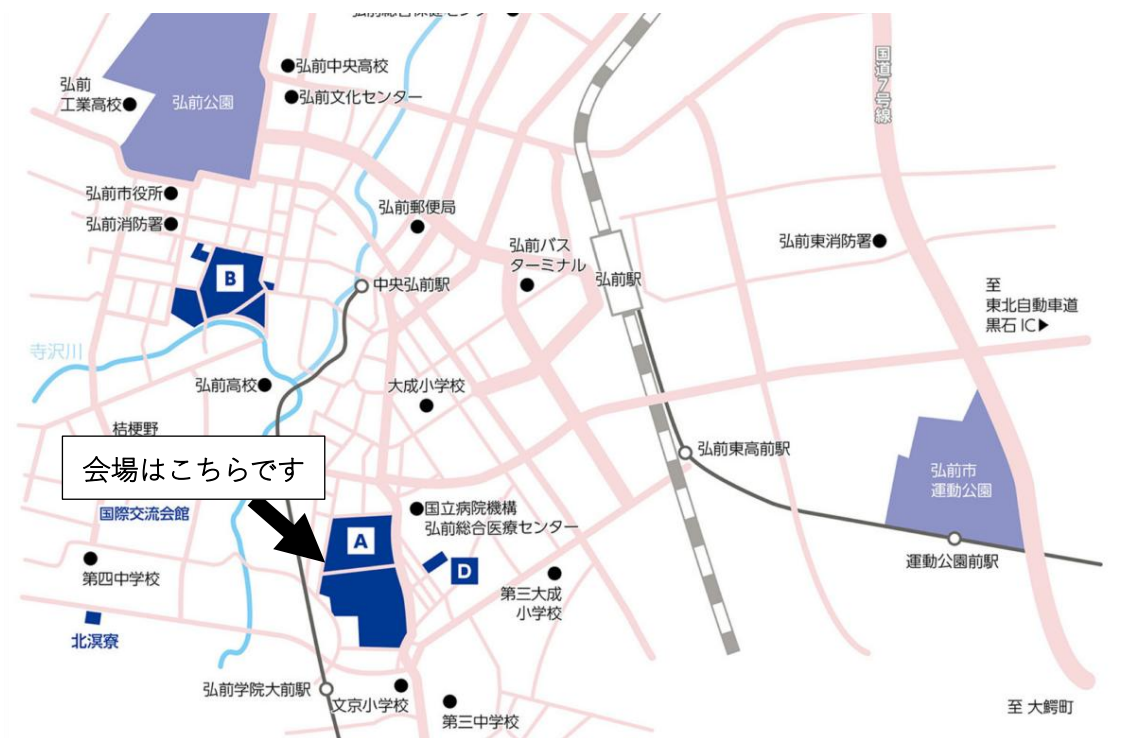 弘前中央高校
弘前
工業高校
弘前公園
弘前文化センター
国道7号線
弘前市役所
弘前消防署
弘前郵便局
弘前バス
ターミナル
弘前駅
弘前東消防署
B
中央弘前駅
至
東北自動車道
黒石IC▶
寺沢川
弘前高校
大成小学校
桔梗野
会場はこちらです
弘前東高前駅
弘前市
運動公園
国際交流会館
国立病院機構
弘前総合医療センター
A
D
運動公園前駅
第四中学校
第三大成
小学校
北溟寮
弘前学院大前駅
文京小学校
第三中学校
至 大鰐町